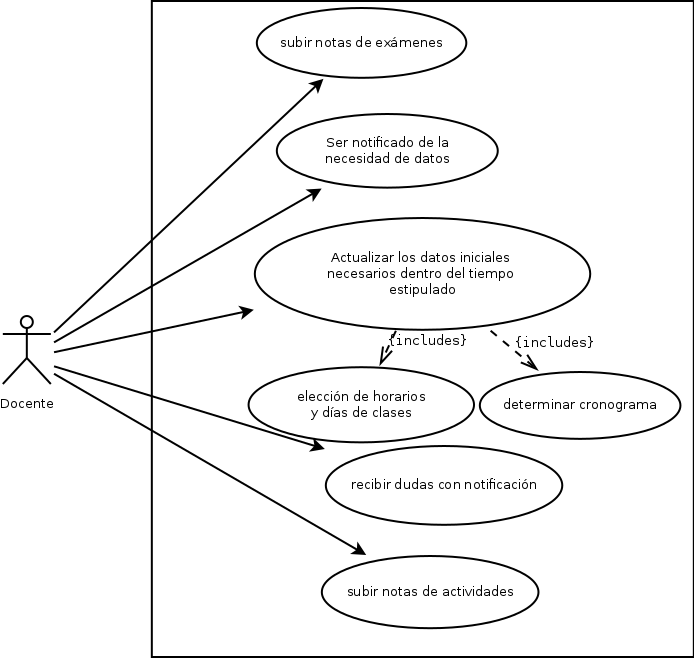 subir notas de exámenes
Ser notificado de la
necesidad de datos
Actualizar los datos iniciales
necesarios dentro del tiempo
estipulado
{includes}
{includes}
elección de horarios
y días de clases
determinar cronograma
Docente
recibir dudas con notificación
subir notas de actividades